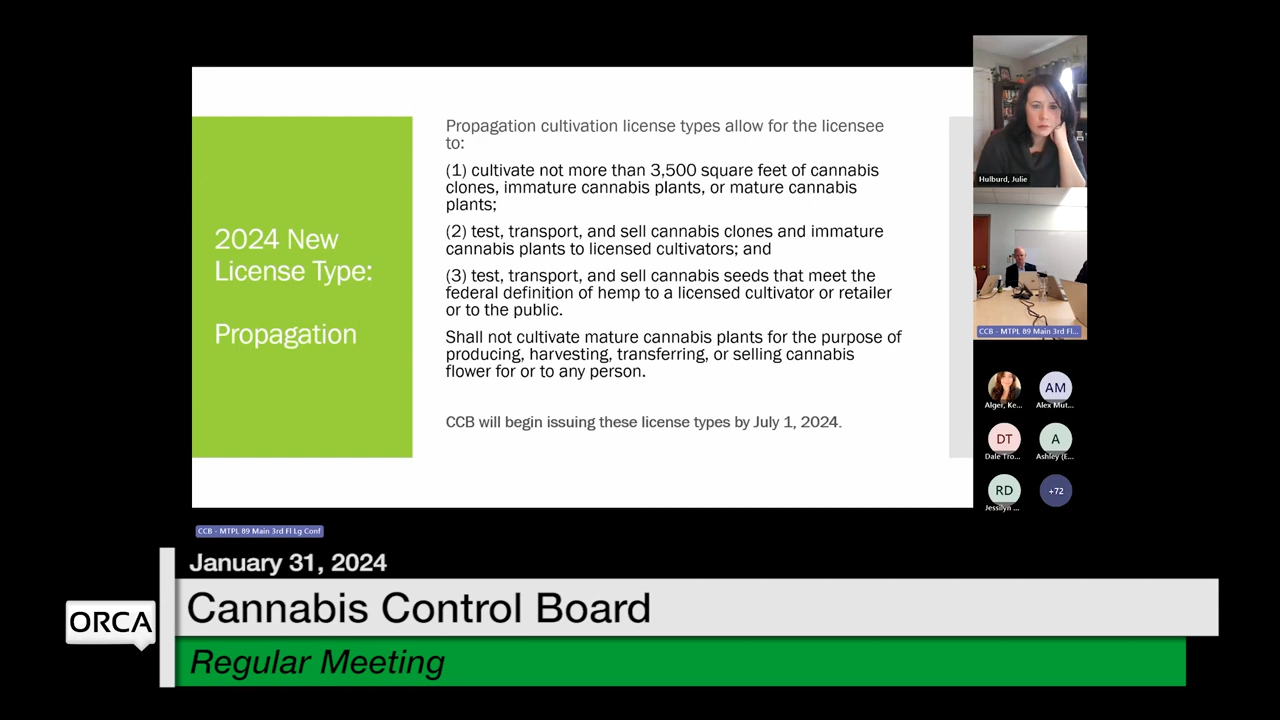 2024 New
License Type:
Propagation
Propagation cultivation license types allow for the licensee
to:
(1) cultivate not more than 3,500 square feet of cannabis
clones, immature cannabis plants, or mature cannabis
plants;
(2) test, transport, and sell cannabis clones and immature
cannabis plants to licensed cultivators; and
(3) test, transport, and sell cannabis seeds that meet the
federal definition of hemp to a licensed cultivator or retailer
or to the public.
Shall not cultivate mature cannabis plants for the purpose of
producing, harvesting, transferring, or selling cannabis
flower for or to any person.
CCB will begin issuing these license types by July 1, 2024.
Hulburd, Julie
CCB - MTPL 89 Main 3rd Fl...
AM
Alger, Ke...
Alex Mut...
DT
A
Dale Tro...
Ashley (E...
RD
+72
Jessilyn ...
CCB - MTPL 89 Main 3rd Fl Lg Conf
January 31, 2024
ORCA
Cannabis Control Board
Regular Meeting